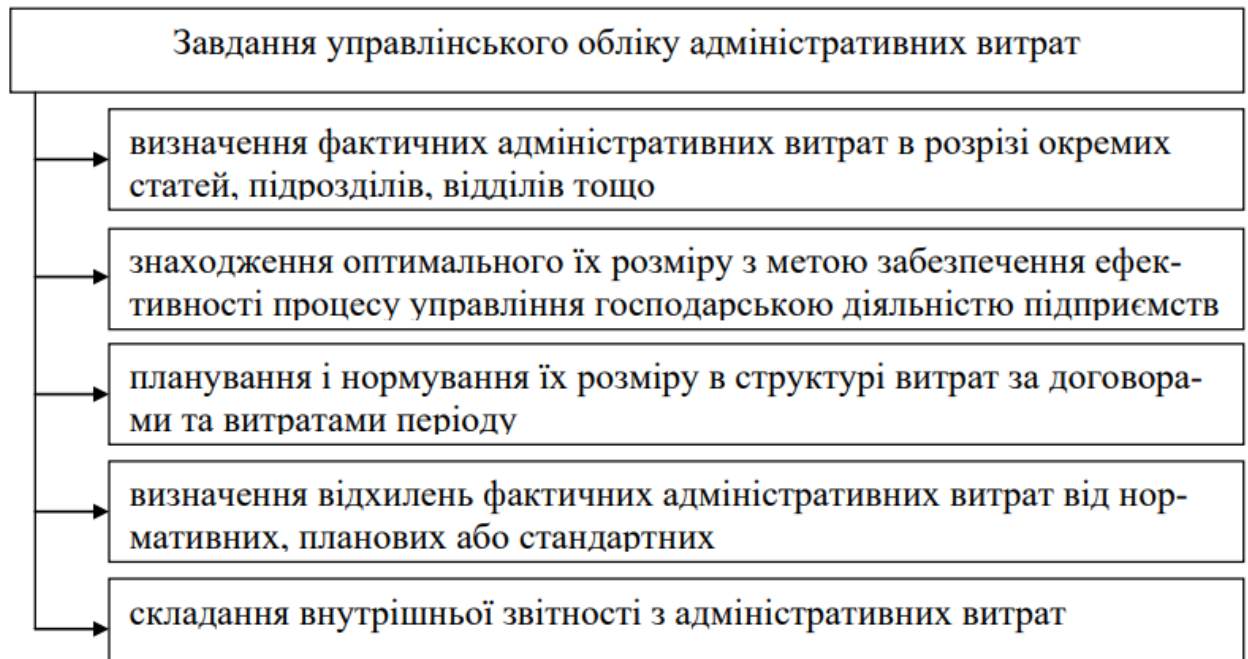 Завдання управлінського обліку адміністративних витрат
визначення фактичних адміністративних витрат в розрізі окремих
статей, підрозділів, відділів тощо
знаходження оптимального їх розміру з метою забезпечення ефек-
тивності процесу управління господарською діяльністю підприємств
планування і нормування їх розміру в структурі витрат за договора-
ми та витратами періоду
визначення відхилень фактичних адміністративних витрат від нор-
мативних, планових або стандартних
складання внутрішньої звітності з адміністративних витрат